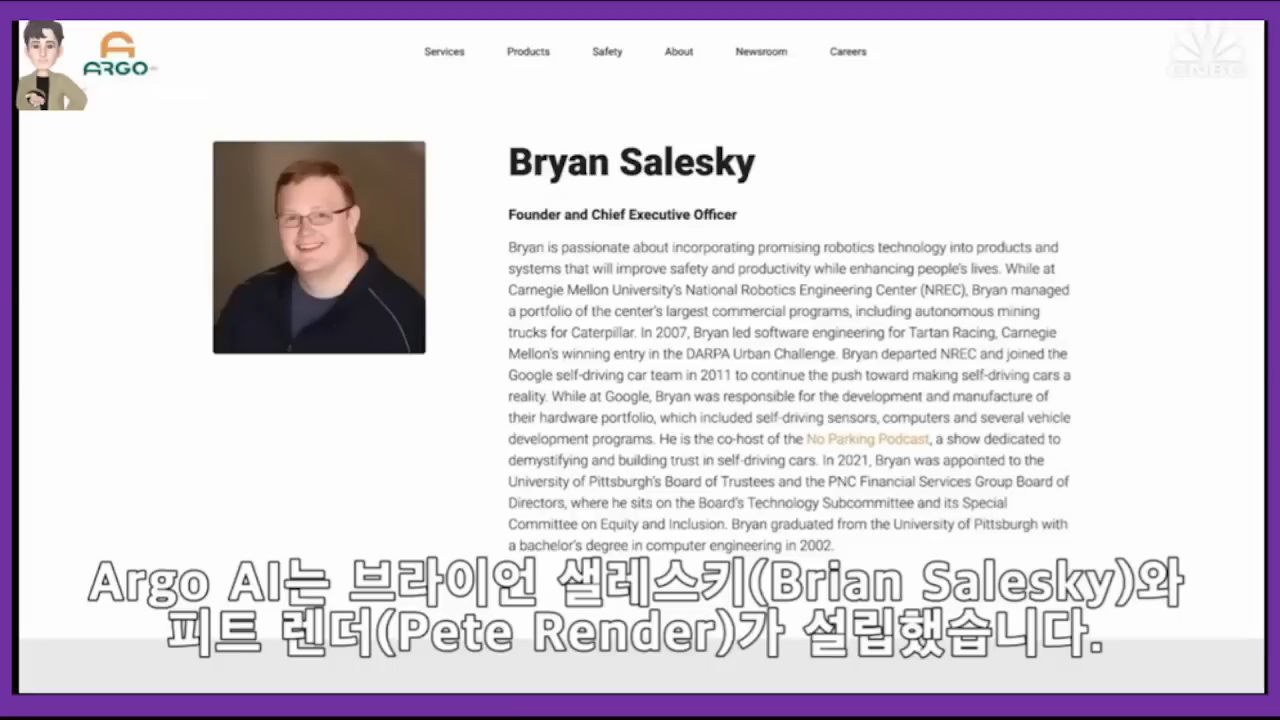 ARGO
Services Products Safety About Newsroom Careers
CNBC
Bryan Salesky
Founder and Chief Executive Officer
Bryan is passionate about incorporating promising robotics technology into products and
systems that will improve safety and productivity while enhancing people's lives. While at
Carnegie Mellon University's National Robotics Engineering Center (NREC), Bryan managed
a portfolio of the center's largest commercial programs, including autonomous mining
trucks for Caterpillar. In 2007, Bryan led software engineering for Tartan Racing, Carnegie
Mellon's winning entry in the DARPA Urban Challenge. Bryan departed NREC and joined the
Google self-driving car team in 2011 to continue the push toward making self-driving cars a
reality. While at Google, Bryan was responsible for the development and manufacture of
their hardware portfolio, which included self-driving sensors, computers and several vehicle
development programs. He is the co-host of the No Parking Podcast, a show dedicated to
demystifying and building trust in self-driving cars. In 2021, Bryan was appointed to the
University of Pittsburgh's Board of Trustees and the PNC Financial Services Group Board of
Directors, where he sits on the Board's Technology Subcommittee and its Special
Committee on Equity and Inclusion. Bryan graduated from the University of Pittsburgh with
a bachelor's degree in computer engineering in 2002.
Argo AI는 브라이언 샐레스키(Brian Salesky)와
피트 렌더(Pete Render)가 설립했습니다.